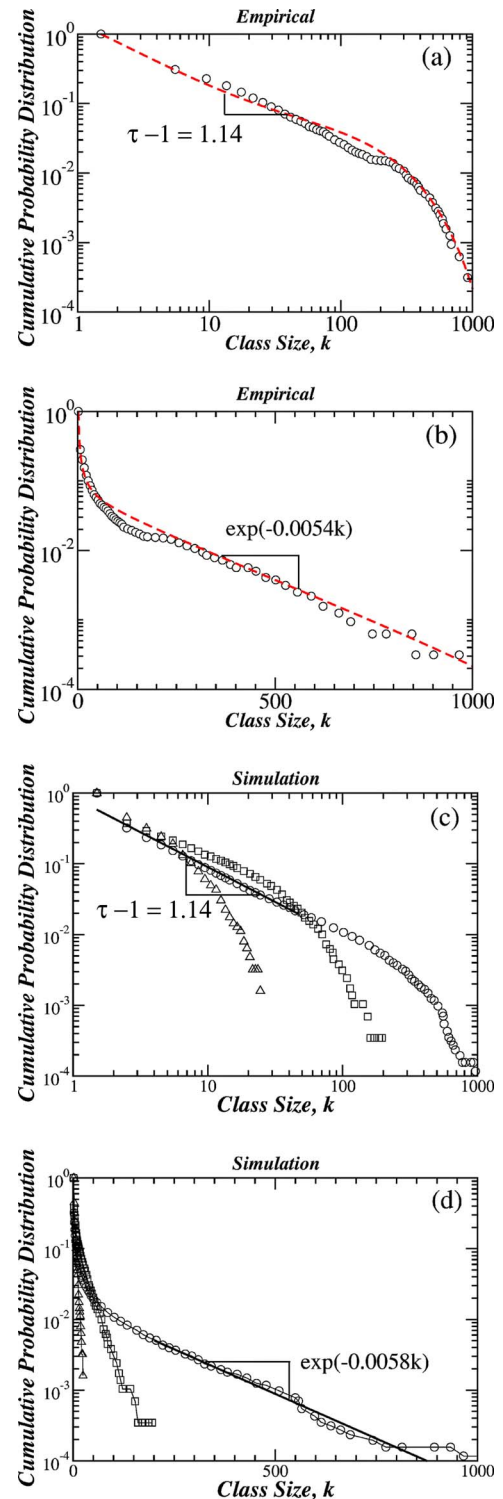 Empirical
(a)
10^0
10^-1
10^-2
10^-3
10^-4
τ −1 = 1.14
1 10 100 1000
Class Size, k
Cumulative Probability Distribution
Empirical
(b)
10^0
10^-2
10^-4
exp(-0.0054k)
0 500 1000
Class Size, k
Cumulative Probability Distribution
Simulation
(c)
10^0
10^-1
10^-2
10^-3
10^-4
τ −1 = 1.14
1 10 100 1000
Class Size, k
Cumulative Probability Distribution
Simulation
(d)
10^0
10^-1
10^-2
10^-3
10^-4
exp(-0.0058k)
0 500 1000
Class Size, k
Cumulative Probability Distribution